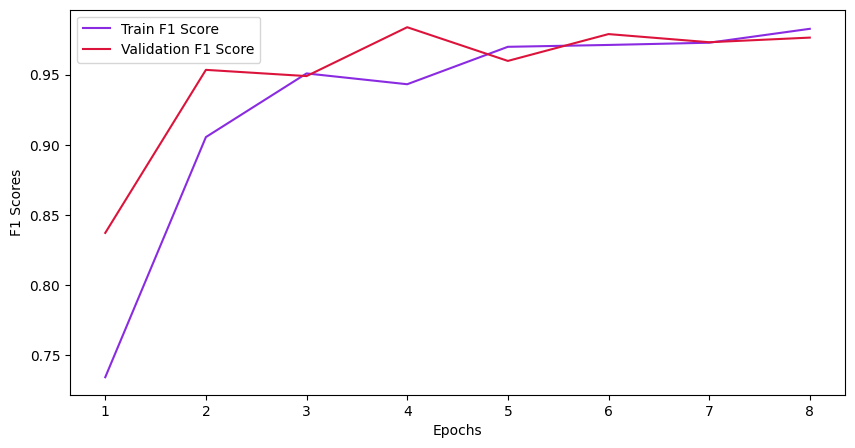 Train F1 Score
Validation F1 Score
F1 Scores
0.95
0.90
0.85
0.80
0.75
1 2 3 4 5 6 7 8
Epochs